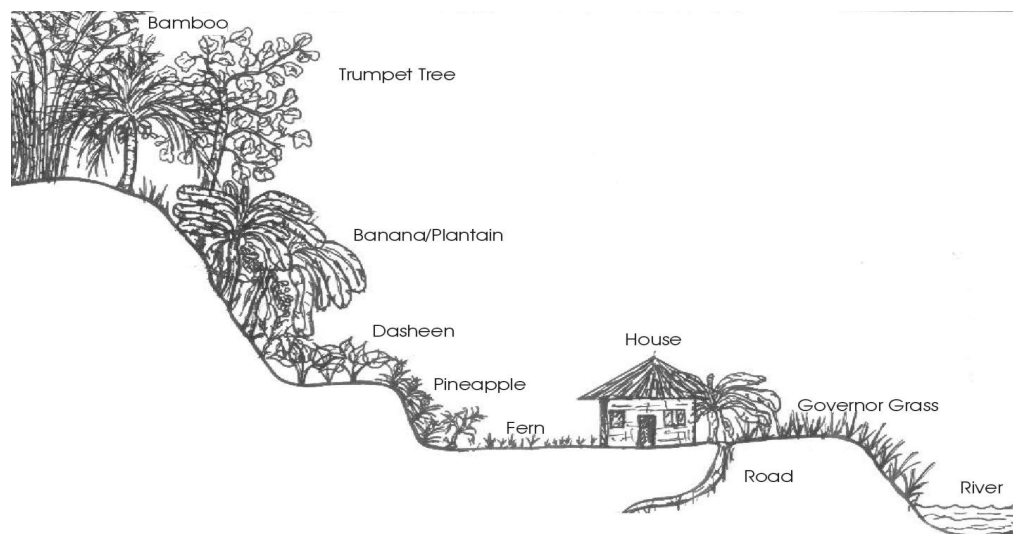 Bamboo
Trumpet Tree
Banana/Plantain
Dasheen
House
Pineapple
Governor Grass
Fern
Road
River